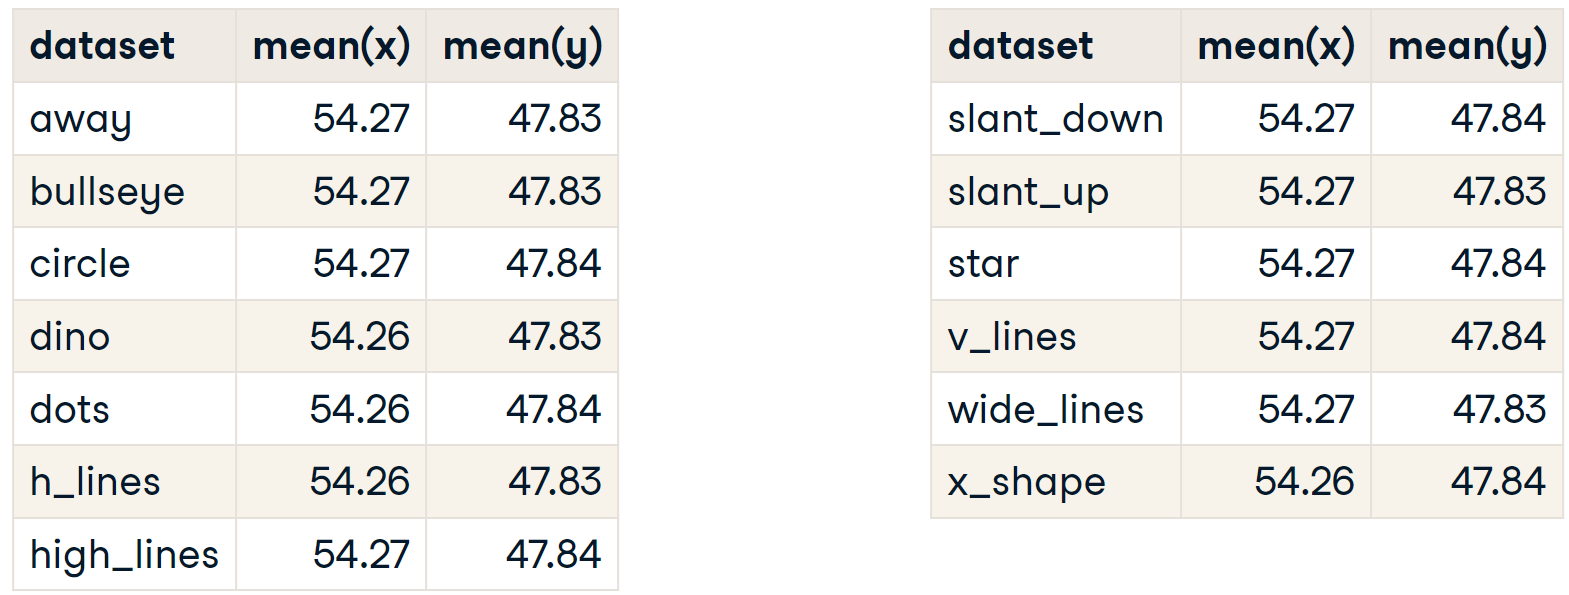 dataset mean(x) mean(y)
away 54.27 47.83
bullseye 54.27 47.83
circle 54.27 47.84
dino 54.26 47.83
dots 54.26 47.84
h_lines 54.26 47.83
high_lines 54.27 47.84
dataset mean(x) mean(y)
slant_down 54.27 47.84
slant_up 54.27 47.83
star 54.27 47.84
v_lines 54.27 47.84
wide_lines 54.27 47.83
x_shape 54.26 47.84